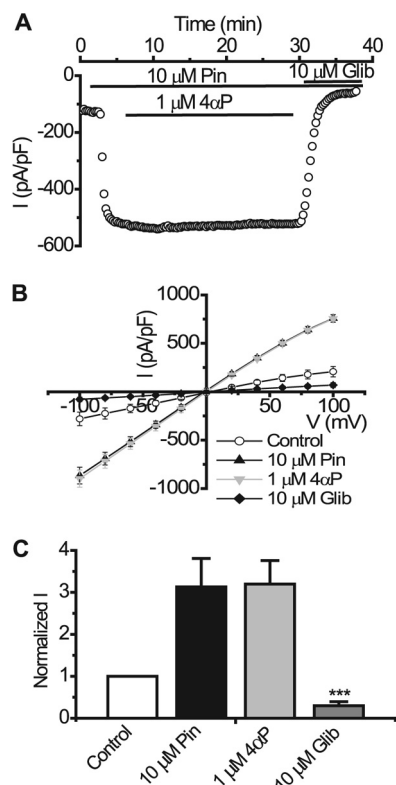 A
Time (min)
0 10 20 30 40
10 μM Pin
10 μM Glib
1 μM 4αP
0
-200
-400
-600
I (pA/pF)
B
1000
750
500
250
I (pA/pF)
-100 -50 50 100
V (mV)
-250
-500
-1000
Control
10 μM Pin
1 μM 4αP
10 μM Glib
C
4
3
2
1
0
Normalized I
***
Control
10 μM Pin
1 μM 4αP
10 μM Glib